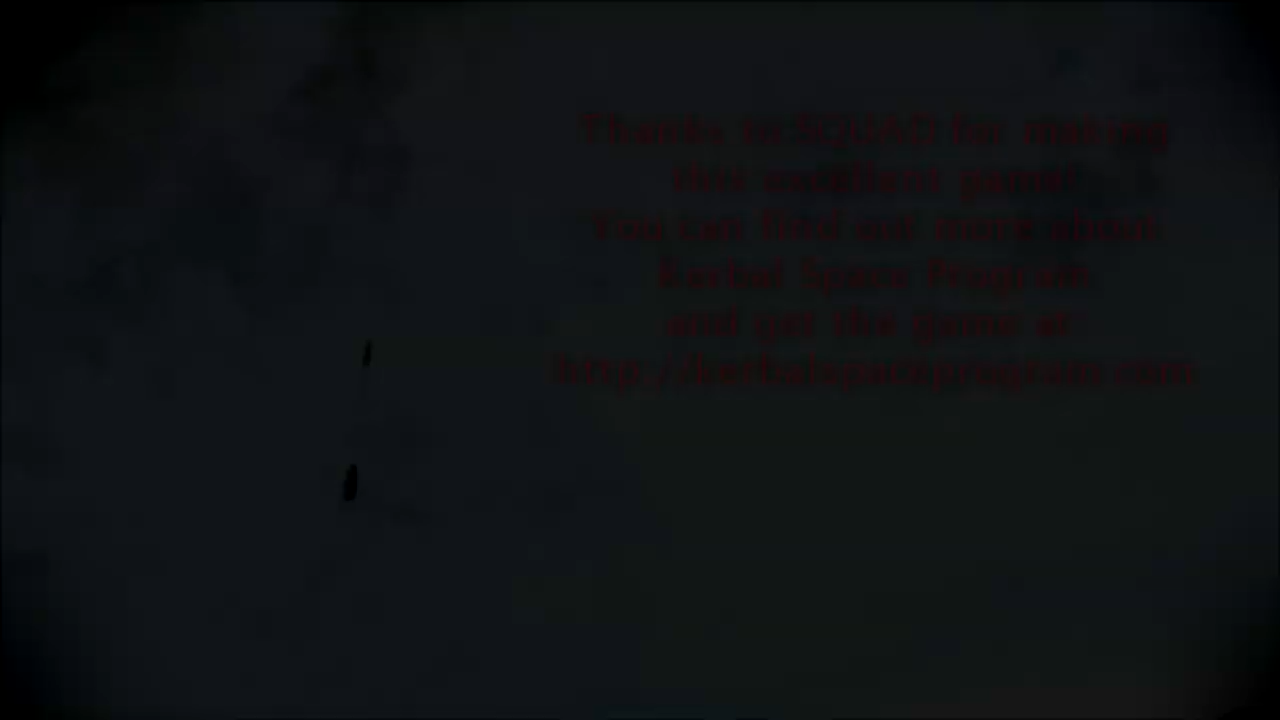 Thanks to SQUAD for making
this excellent game!
You can find out more about
Kerbal Space Program
and get the game at:
http://kerbalspaceprogram.com